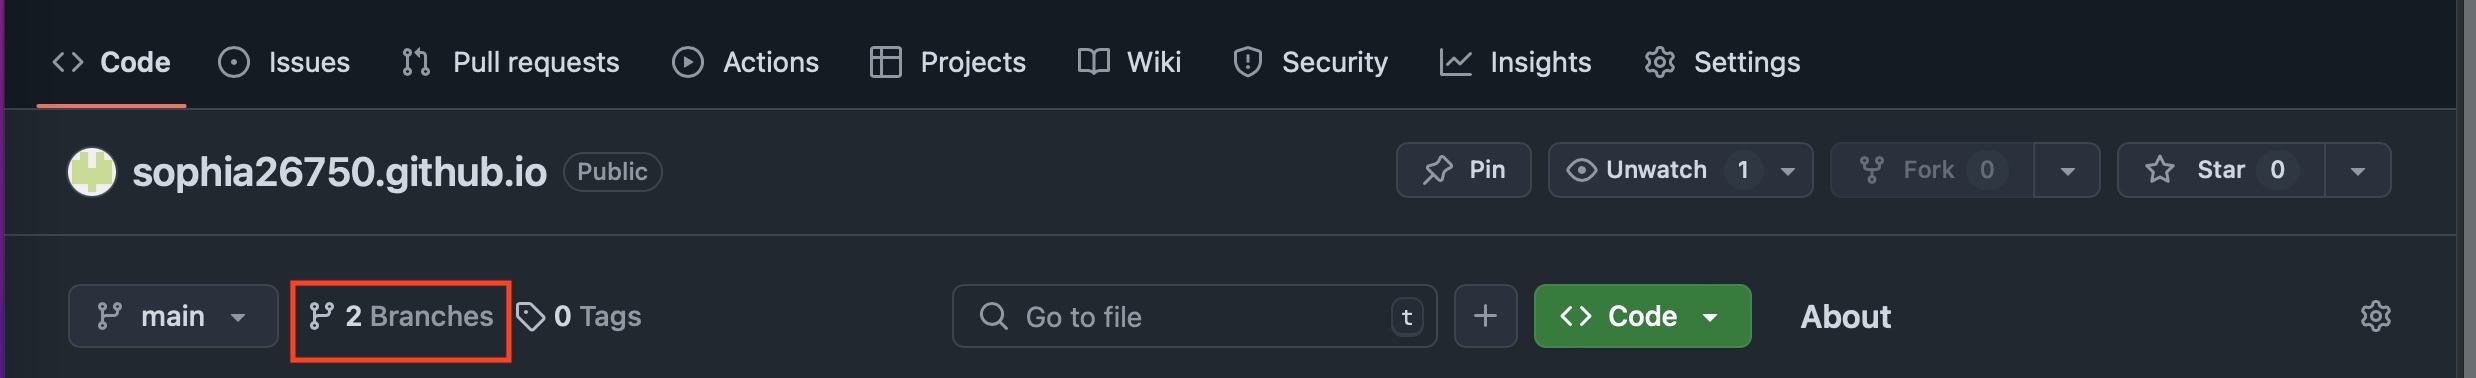 Code Issues Pull requests Actions Projects Wiki Security Insights Settings
sophia26750.github.io Public Pin Unwatch 1 Fork 0 Star 0
main 2 Branches 0 Tags Go to file t + Code About